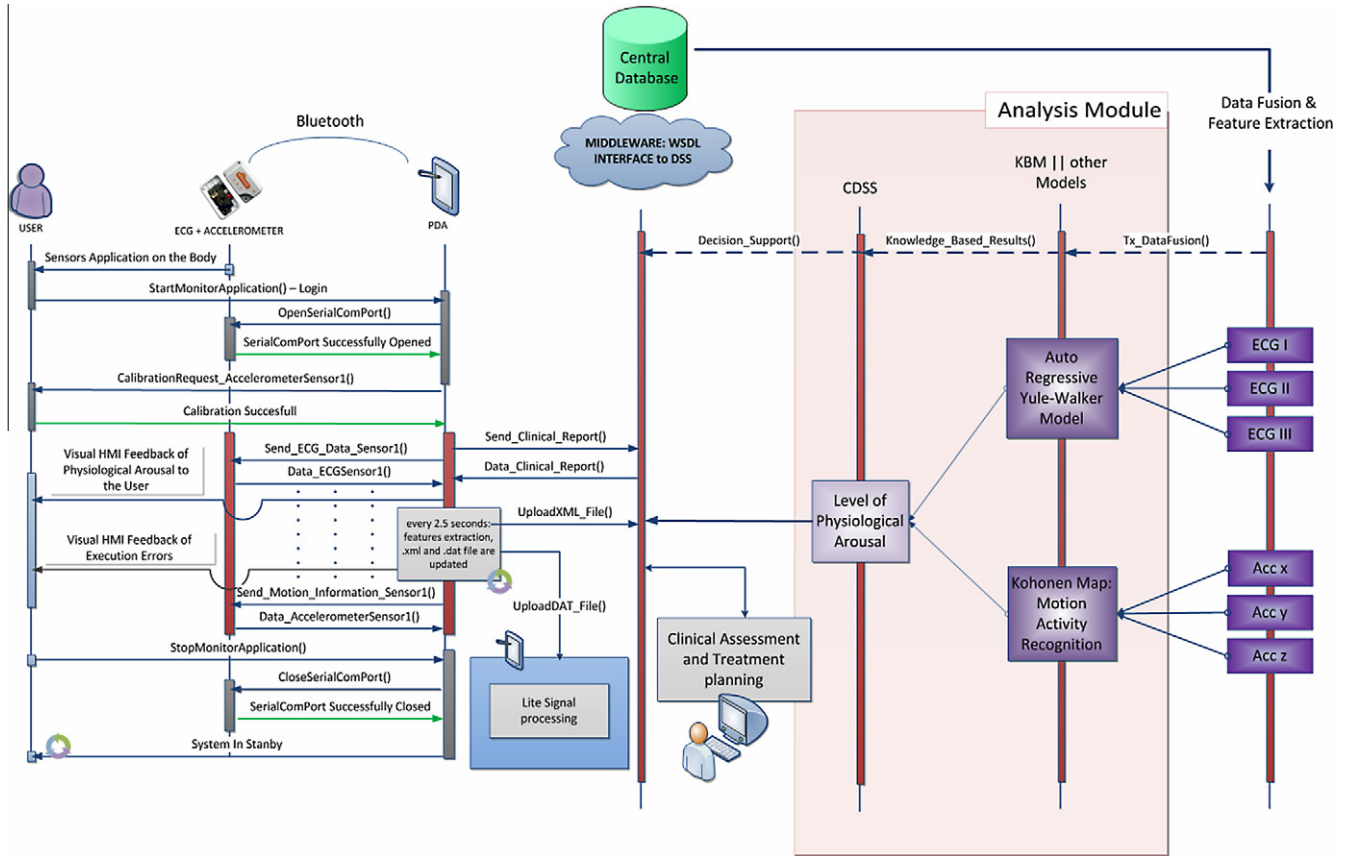 Central
Database
Analysis Module
Data Fusion &
Feature Extraction
Bluetooth
MIDDLEWARE: WSDL
INTERFACE to DSS
KBM || other
Models
CDSS
USER
ECG + ACCELEROMETER
PDA
Decision_Support()
Knowledge_Based_Results()
Tx_DataFusion()
Sensors Application on the Body
StartMonitorApplication() – Login
OpenSerialComPort()
SerialComPort Successfully Opened
CalibrationRequest_AccelerometerSensor1()
Calibration Succesfull
Auto
Regressive
Yule-Walker
Model
ECG I
ECG II
ECG III
Send_Clinical_Report()
Visual HMI Feedback of
Physiological Arousal to
the User
Send_ECG_Data_Sensor1()
Data_ECGSensor1()
Data_Clinical_Report()
every 2.5 seconds:
features extraction,
.xml and .dat file are
updated
UploadXML_File()
Level of
Physiological
Arousal
Visual HMI Feedback of
Execution Errors
Send_Motion_Information_Sensor1()
Data_AccelerometerSensor1()
UploadDAT_File()
Kohonen Map:
Motion
Activity
Recognition
Acc x
Acc y
Acc z
Clinical Assessment
and Treatment
planning
StopMonitorApplication()
CloseSerialComPort()
SerialComPort Successfully Closed
Lite Signal
processing
System In Stanby